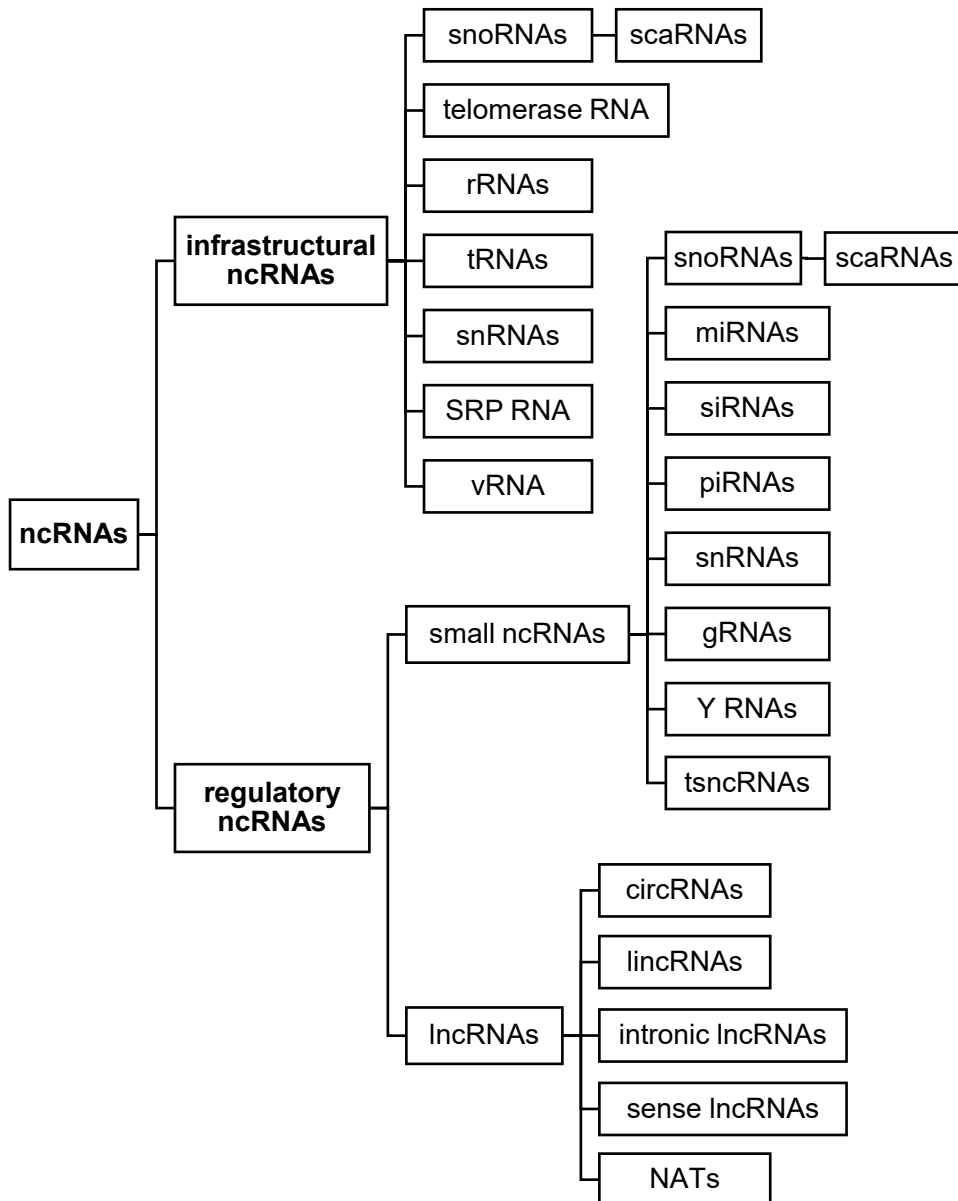 snoRNAs
scaRNAs
telomerase RNA
rRNAs
infrastructural
ncRNAs
tRNAs
snoRNAs
scaRNAs
snRNAs
miRNAs
SRP RNA
siRNAs
vRNA
piRNAs
ncRNAs
snRNAs
small ncRNAs
gRNAs
Y RNAs
regulatory
ncRNAs
tsncRNAs
circRNAs
lincRNAs
lncRNAs
intronic lncRNAs
sense lncRNAs
NATs